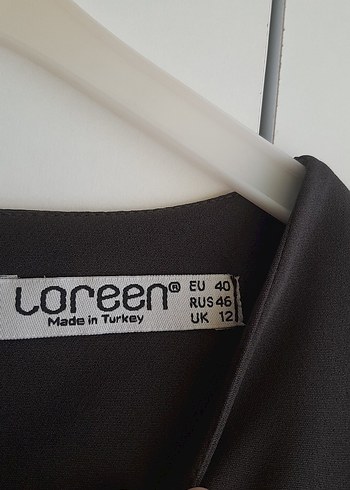 Loreen® EU 40
RUS 46
Made in Turkey UK 12